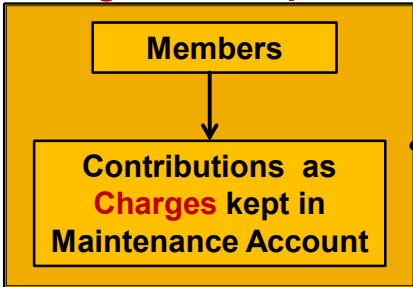 Members
Contributions as
Charges kept in
Maintenance Account